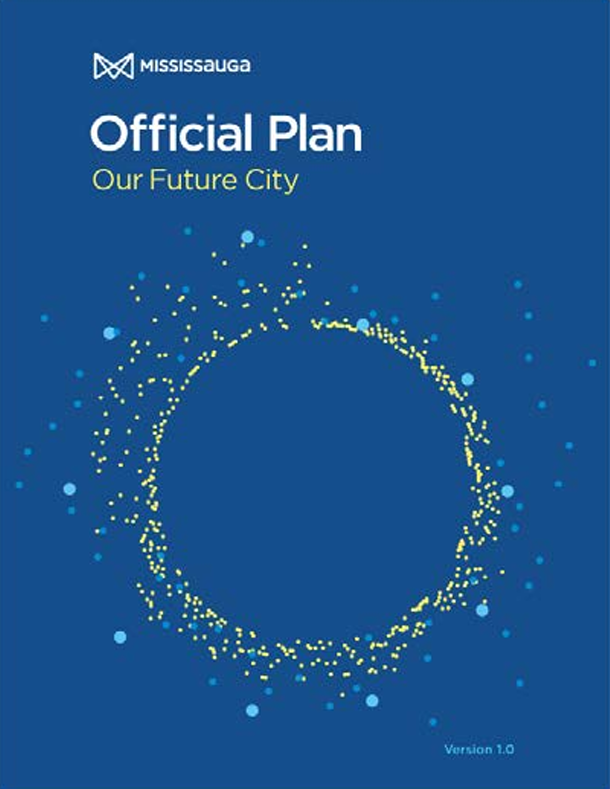 MISSISSAUGA
Official Plan
Our Future City
Version 1.0